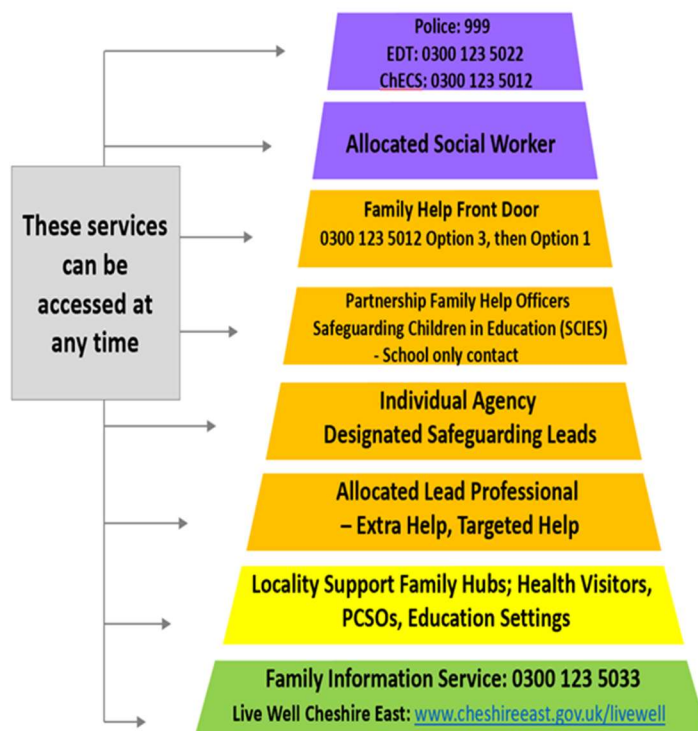 Police: 999
EDT: 0300 123 5022
ChECS: 0300 123 5012
Allocated Social Worker
These services
can be
accessed at
any time
Family Help Front Door
0300 123 5012 Option 3, then Option 1
Partnership Family Help Officers
Safeguarding Children in Education (SCIES)
- School only contact
Individual Agency
Designated Safeguarding Leads
Allocated Lead Professional
– Extra Help, Targeted Help
Locality Support Family Hubs; Health Visitors,
PCSOs, Education Settings
Family Information Service: 0300 123 5033
Live Well Cheshire East: www.cheshireeast.gov.uk/livewell